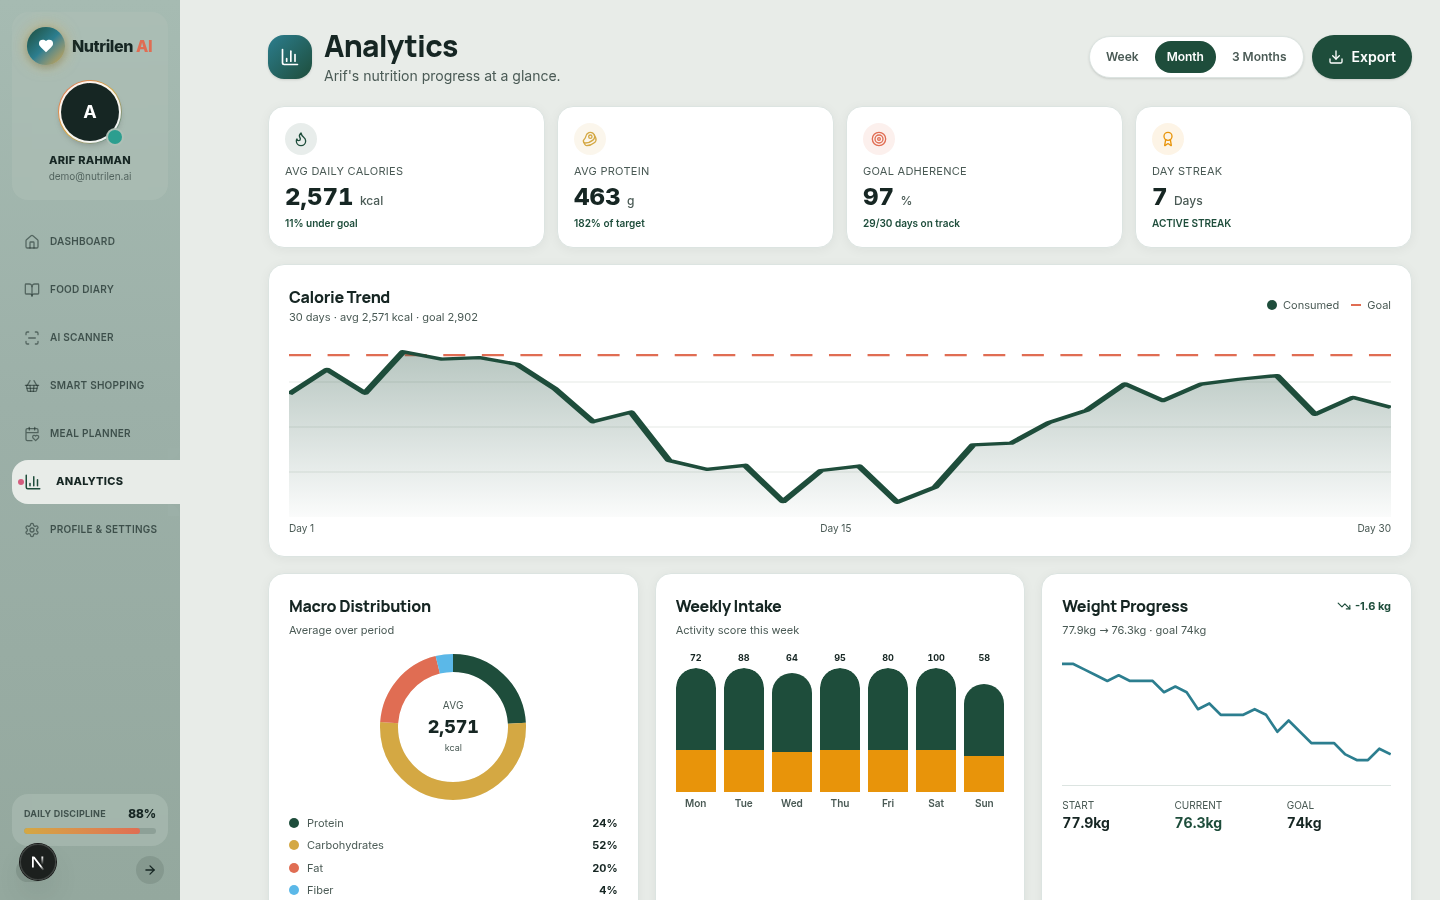 Nutrilen AI
A
ARIF RAHMAN
demo@nutrilen.ai
DASHBOARD
FOOD DIARY
AI SCANNER
SMART SHOPPING
MEAL PLANNER
ANALYTICS
PROFILE & SETTINGS
DAILY DISCIPLINE 88%
N
Analytics
Arif's nutrition progress at a glance.
Week Month 3 Months Export
AVG DAILY CALORIES
2,571 kcal
11% under goal
AVG PROTEIN
463 g
182% of target
GOAL ADHERENCE
97 %
29/30 days on track
DAY STREAK
7 Days
ACTIVE STREAK
Calorie Trend
30 days · avg 2,571 kcal · goal 2,902
Consumed Goal
Day 1 Day 15 Day 30
Macro Distribution
Average over period
AVG
2,571
kcal
Protein 24%
Carbohydrates 52%
Fat 20%
Fiber 4%
Weekly Intake
Activity score this week
72 88 64 95 80 100 58
Mon Tue Wed Thu Fri Sat Sun
Weight Progress -1.6 kg
77.9kg → 76.3kg · goal 74kg
START CURRENT GOAL
77.9kg 76.3kg 74kg